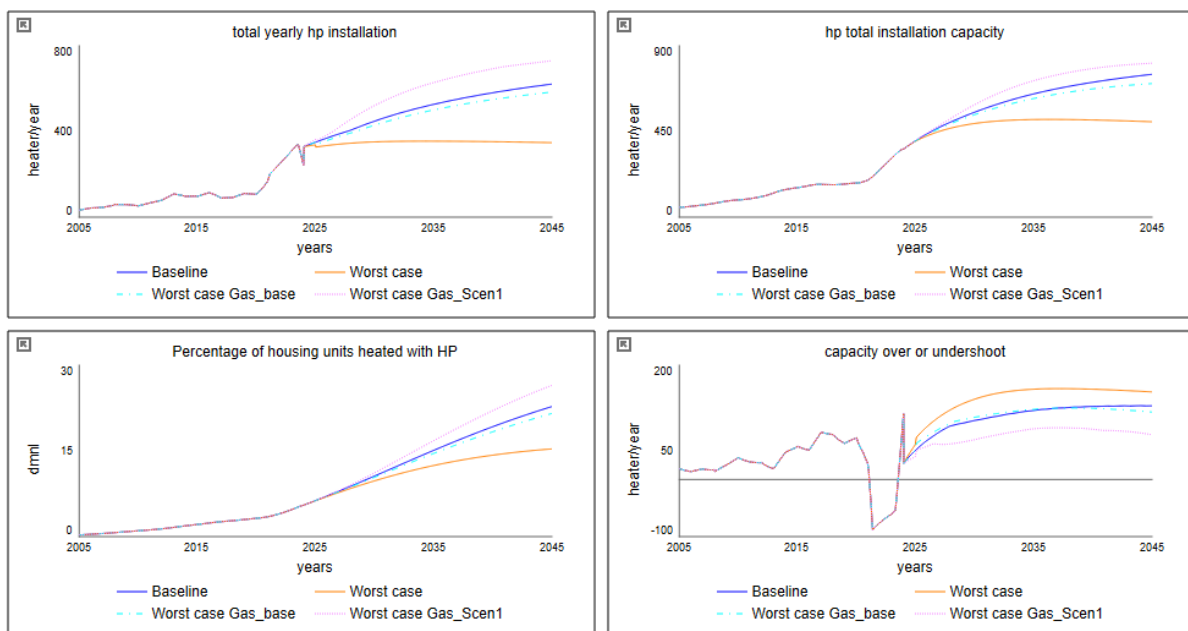 total yearly hp installation
800
400
0
heater/year
2005
2015
2025
2035
2045
years
Baseline
Worst case
Worst case Gas_base
Worst case Gas_Scen1
hp total installation capacity
900
450
0
heater/year
2005
2015
2025
2035
2045
years
Baseline
Worst case
Worst case Gas_base
Worst case Gas_Scen1
Percentage of housing units heated with HP
30
15
0
dmnl
2005
2015
2025
2035
2045
years
Baseline
Worst case
Worst case Gas_base
Worst case Gas_Scen1
capacity over or undershoot
200
50
-100
heater/year
2005
2015
2025
2035
2045
years
Baseline
Worst case
Worst case Gas_base
Worst case Gas_Scen1